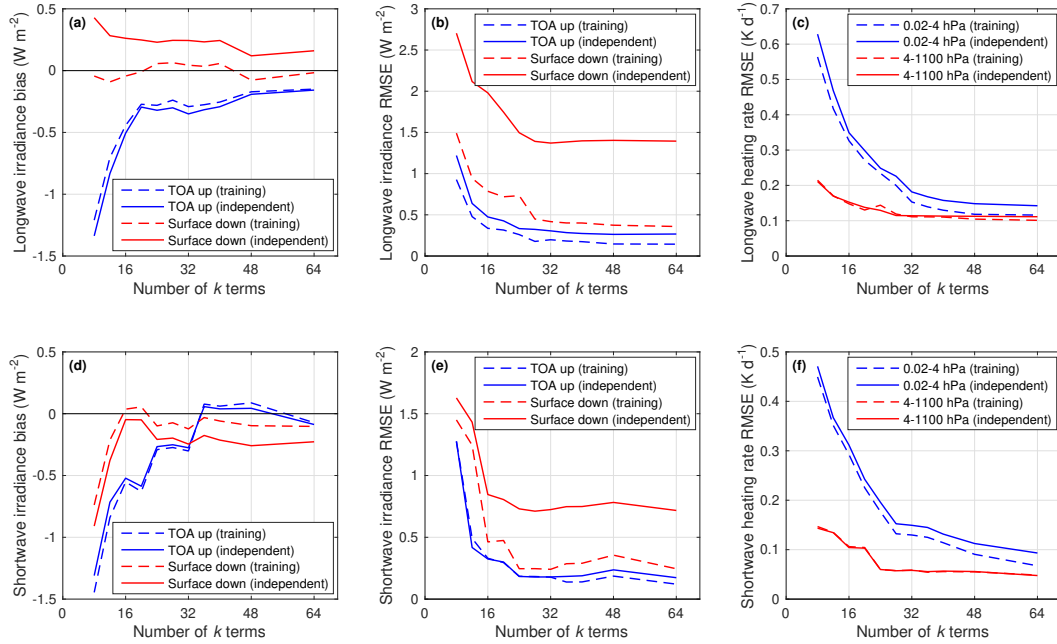 (a)
Longwave irradiance bias (W m-2)
0.5
0
-0.5
-1
-1.5
TOA up (training)
TOA up (independent)
Surface down (training)
Surface down (independent)
0 16 32 48 64
Number of k terms
(b)
Longwave irradiance RMSE (W m-2)
3
2.5
2
1.5
1
0.5
0
TOA up (training)
TOA up (independent)
Surface down (training)
Surface down (independent)
0 16 32 48 64
Number of k terms
(c)
Longwave heating rate RMSE (K d-1)
0.7
0.6
0.5
0.4
0.3
0.2
0.1
0
0.02-4 hPa (training)
0.02-4 hPa (independent)
4-1100 hPa (training)
4-1100 hPa (independent)
0 16 32 48 64
Number of k terms
(d)
Shortwave irradiance bias (W m-2)
0.5
0
-0.5
-1
-1.5
TOA up (training)
TOA up (independent)
Surface down (training)
Surface down (independent)
0 16 32 48 64
Number of k terms
(e)
Shortwave irradiance RMSE (W m-2)
2
1.5
1
0.5
0
TOA up (training)
TOA up (independent)
Surface down (training)
Surface down (independent)
0 16 32 48 64
Number of k terms
(f)
Shortwave heating rate RMSE (K d-1)
0.5
0.4
0.3
0.2
0.1
0
0.02-4 hPa (training)
0.02-4 hPa (independent)
4-1100 hPa (training)
4-1100 hPa (independent)
0 16 32 48 64
Number of k terms